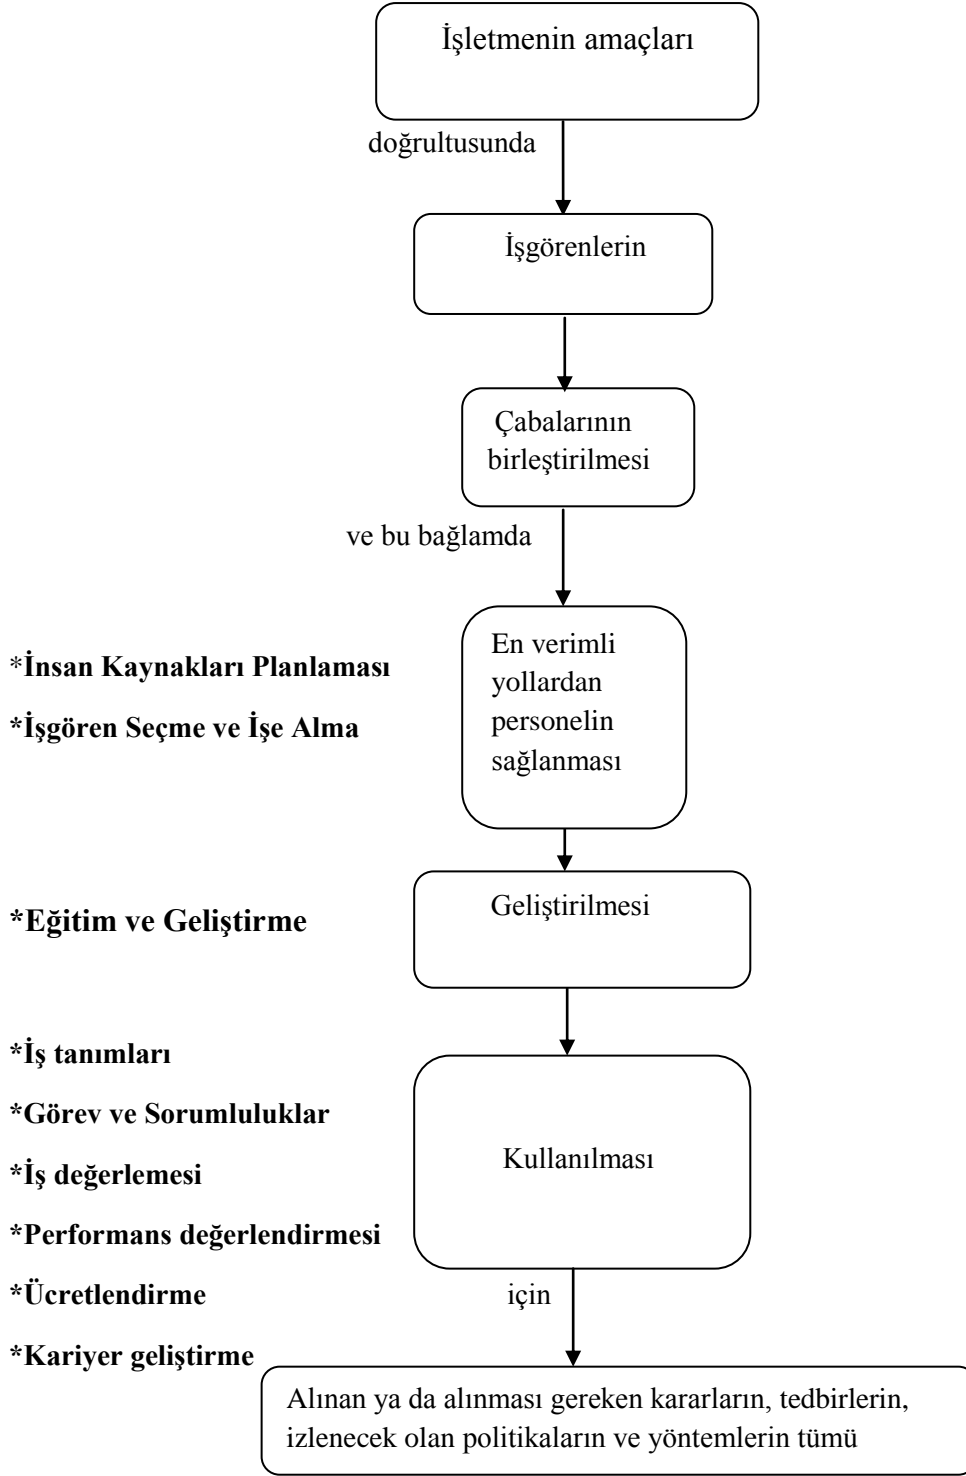 İşletmenin amaçları
doğrultusunda
İşgörenlerin
Çabalarının
birleştirilmesi
ve bu bağlamda
En verimli
yollardan
personelin
sağlanması
*İnsan Kaynakları Planlaması
*İşgören Seçme ve İşe Alma
Geliştirilmesi
*Eğitim ve Geliştirme
*İş tanımları
*Görev ve Sorumluluklar
*İş değerlemesi
*Performans değerlendirmesi
*Ücretlendirme
*Kariyer geliştirme
Kullanılması
için
Alınan ya da alınması gereken kararların, tedbirlerin,
izlenecek olan politikaların ve yöntemlerin tümü